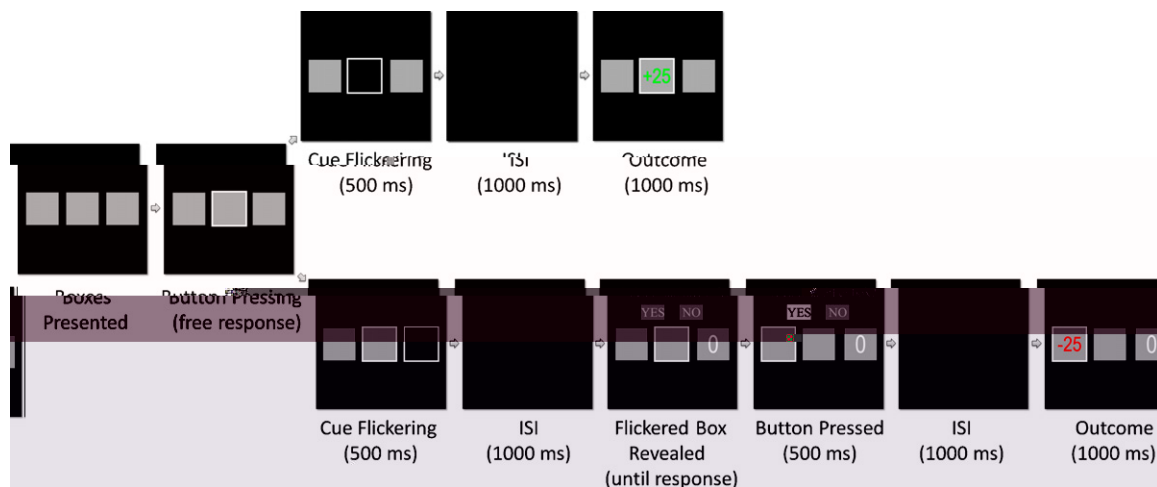 +25
Cue Flickering
ISI
Outcome
(500 ms)
(1000 ms)
(1000 ms)
Boxes
Button Pressing
Presented
(free response)
YES NO
YES NO
0
0
-25
0
Cue Flickering
ISI
Flickered Box
Button Pressed
ISI
Outcome
(500 ms)
(1000 ms)
Revealed
(500 ms)
(1000 ms)
(1000 ms)
(until response)